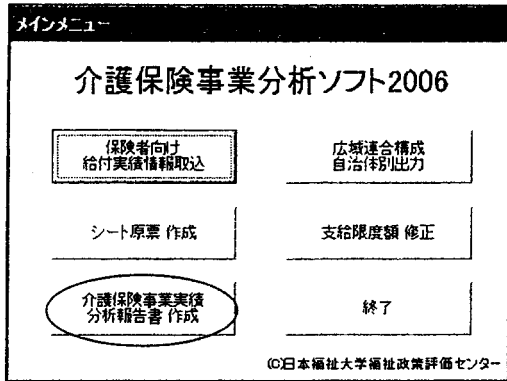 メインメニュー
介護保険事業分析ソフト2006
保険者向け
給付実績情報取込
広域連合構成
自治体別出力
シート原票 作成
支給限度額 修正
介護保険事業実績
分析報告書 作成
終了
(C)日本福祉大学福祉政策評価センター